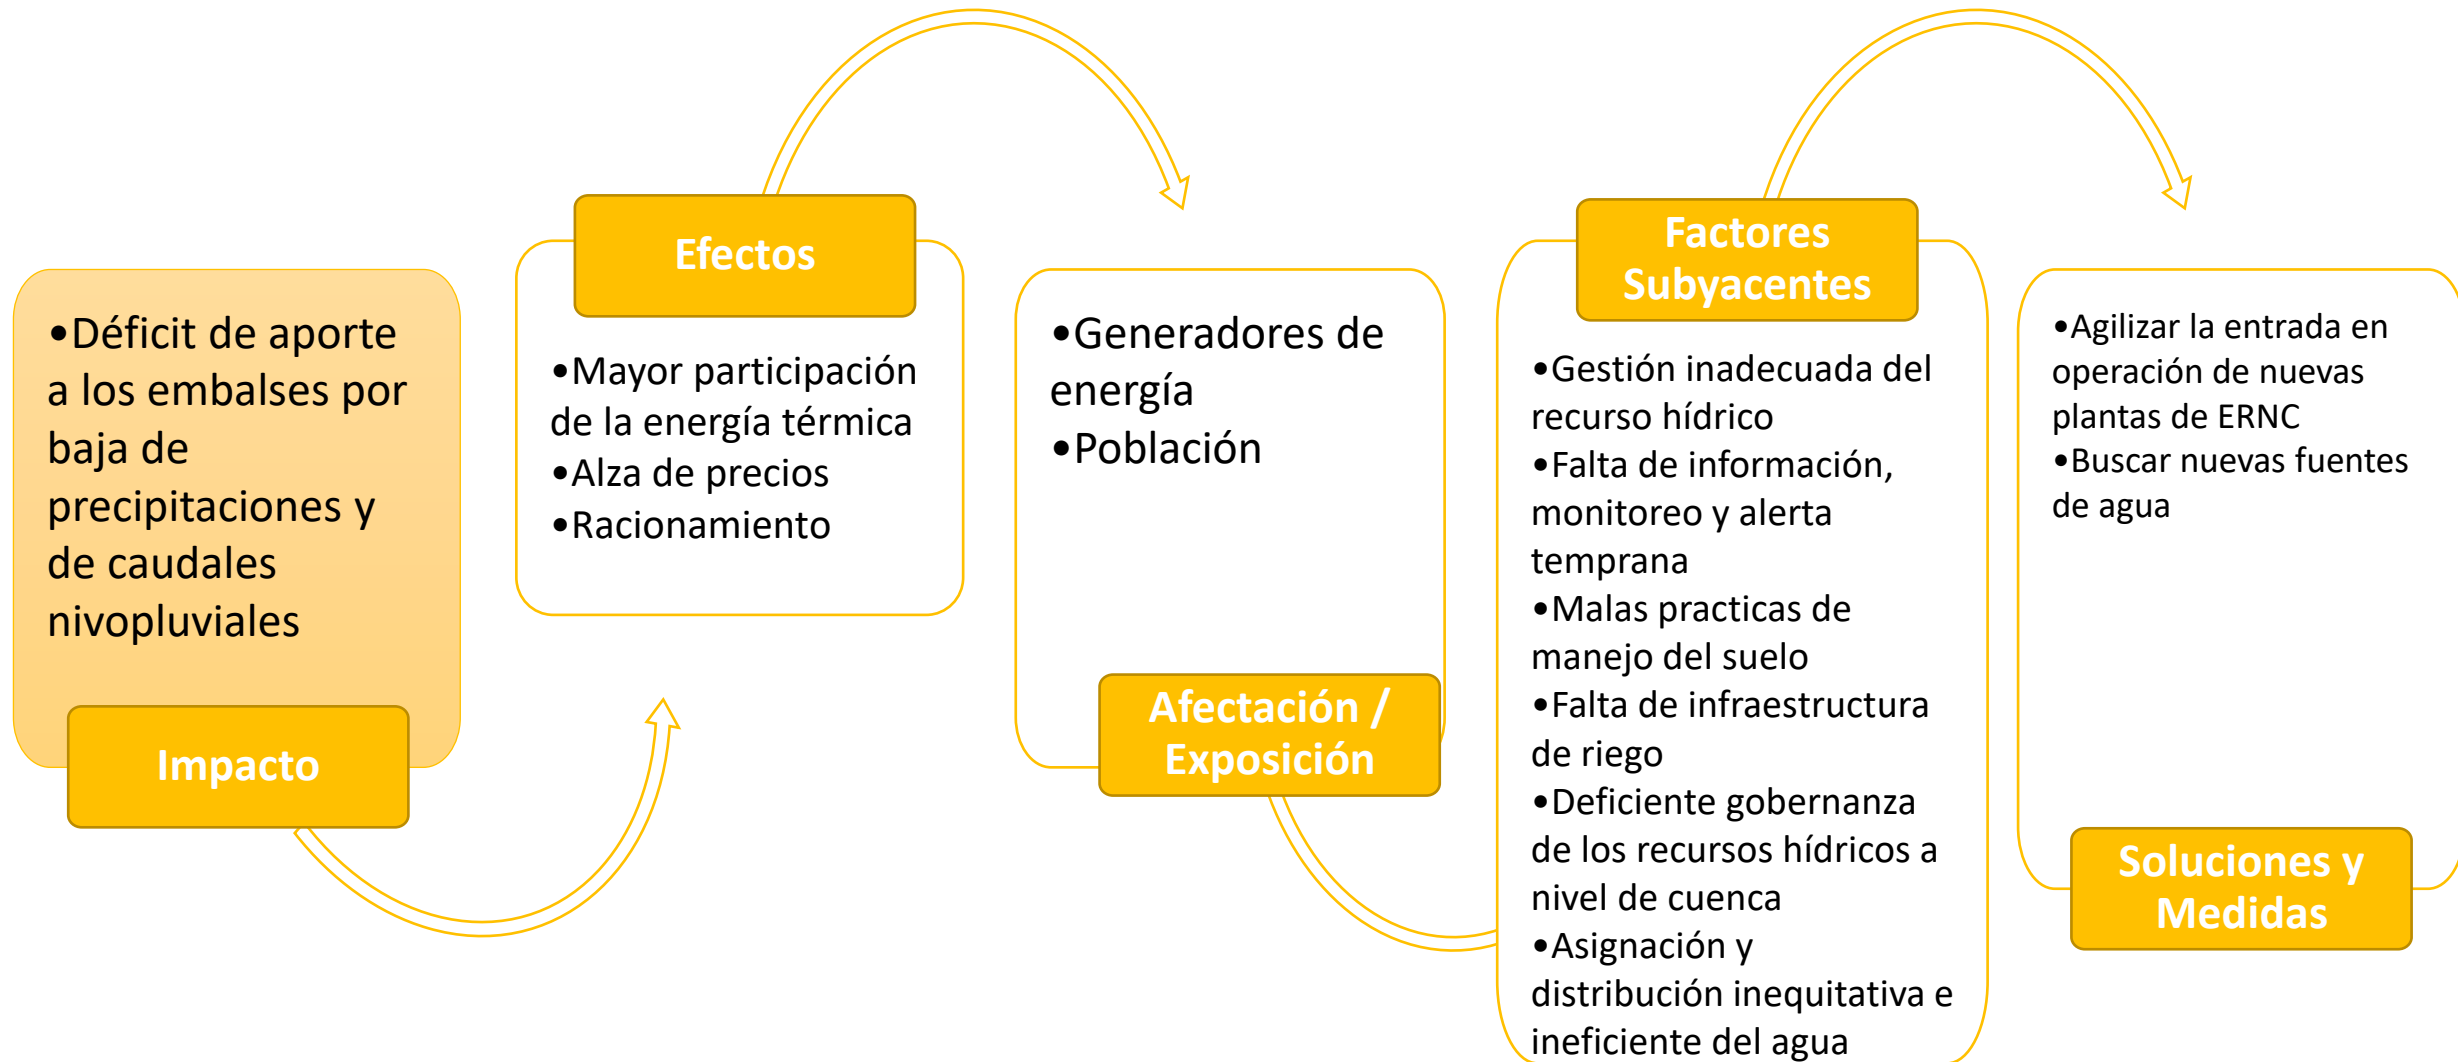 •Déficit de aporte
a los embalses por
baja de
precipitaciones y
de caudales
nivopluviales
Impacto
Efectos
•Mayor participación
de la energía térmica
•Alza de precios
•Racionamiento
•Generadores de
energía
•Población
Afectación /
Exposición
Factores
Subyacentes
•Gestión inadecuada del
recurso hídrico
•Falta de información,
monitoreo y alerta
temprana
•Malas practicas de
manejo del suelo
•Falta de infraestructura
de riego
•Deficiente gobernanza
de los recursos hídricos a
nivel de cuenca
•Asignación y
distribución inequitativa e
ineficiente del agua
•Agilizar la entrada en
operación de nuevas
plantas de ERNC
•Buscar nuevas fuentes
de agua
Soluciones y
Medidas